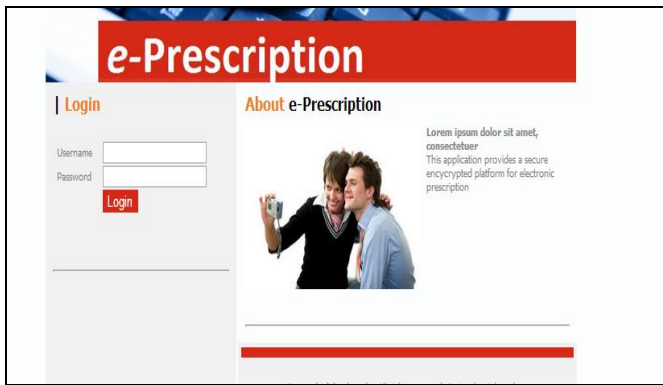 e-Prescription
Login
Username
Password
Login
About e-Prescription
Lorem ipsum dolor sit amet,
consectetuer
This application provides a secure
encycrypted platform for electronic
prescription